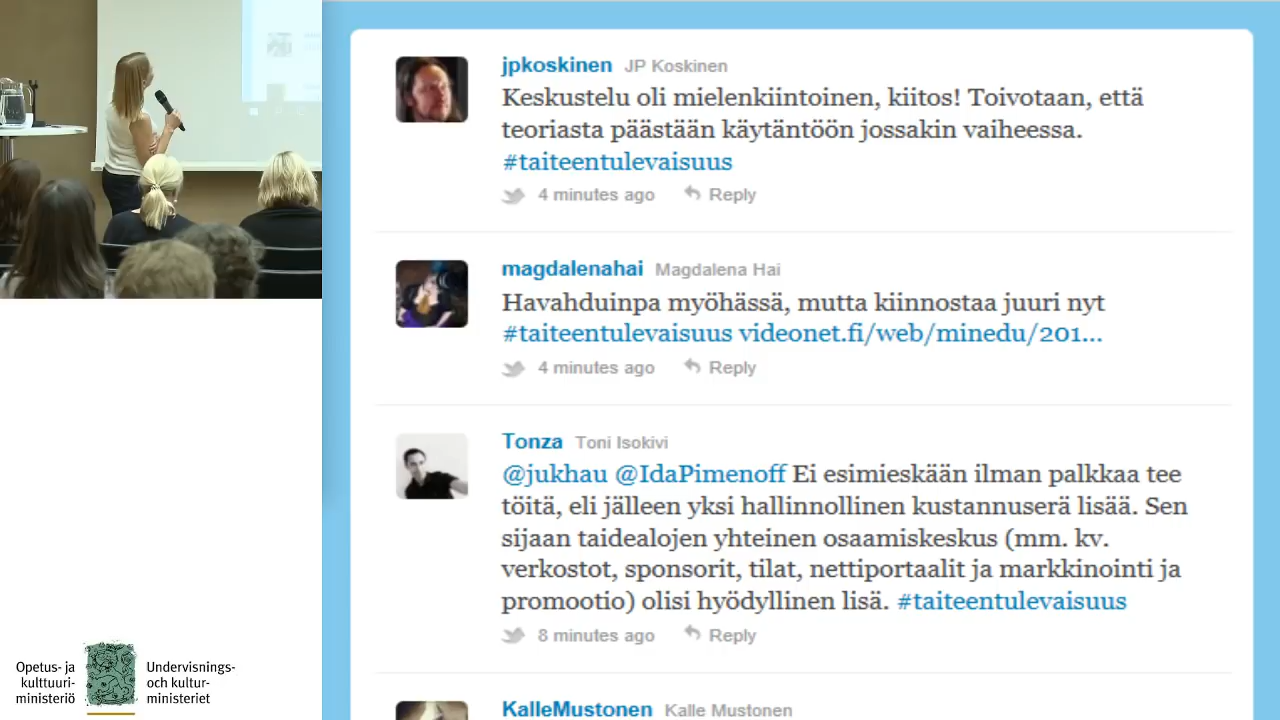 jpkoskinen JP Koskinen
Keskustelu oli mielenkiintoinen, kiitos! Toivotaan, että
teoriasta päästään käytäntöön jossakin vaiheessa.
#taiteentulevaisuus
4 minutes ago Reply
magdalenahai Magdalena Hai
Havahduinpa myöhässä, mutta kiinnostaa juuri nyt
#taiteentulevaisuus videonet.fi/web/minedu/201...
4 minutes ago Reply
Tonza Toni Isokivi
@jukhau @IdaPimenoff Ei esimieskään ilman palkkaa tee
töitä, eli jälleen yksi hallinnollinen kustannuserä lisää. Sen
sijaan taidealojen yhteinen osaamiskeskus (mm. kv.
verkostot, sponsorit, tilat, nettiportaalit ja markkinointi ja
promootio) olisi hyödyllinen lisä. #taiteentulevaisuus
8 minutes ago Reply
KalleMustonen Kalle Mustonen
Opetus- ja
kulttuuri-
ministeriö
Undervisnings-
och kultur-
ministeriet